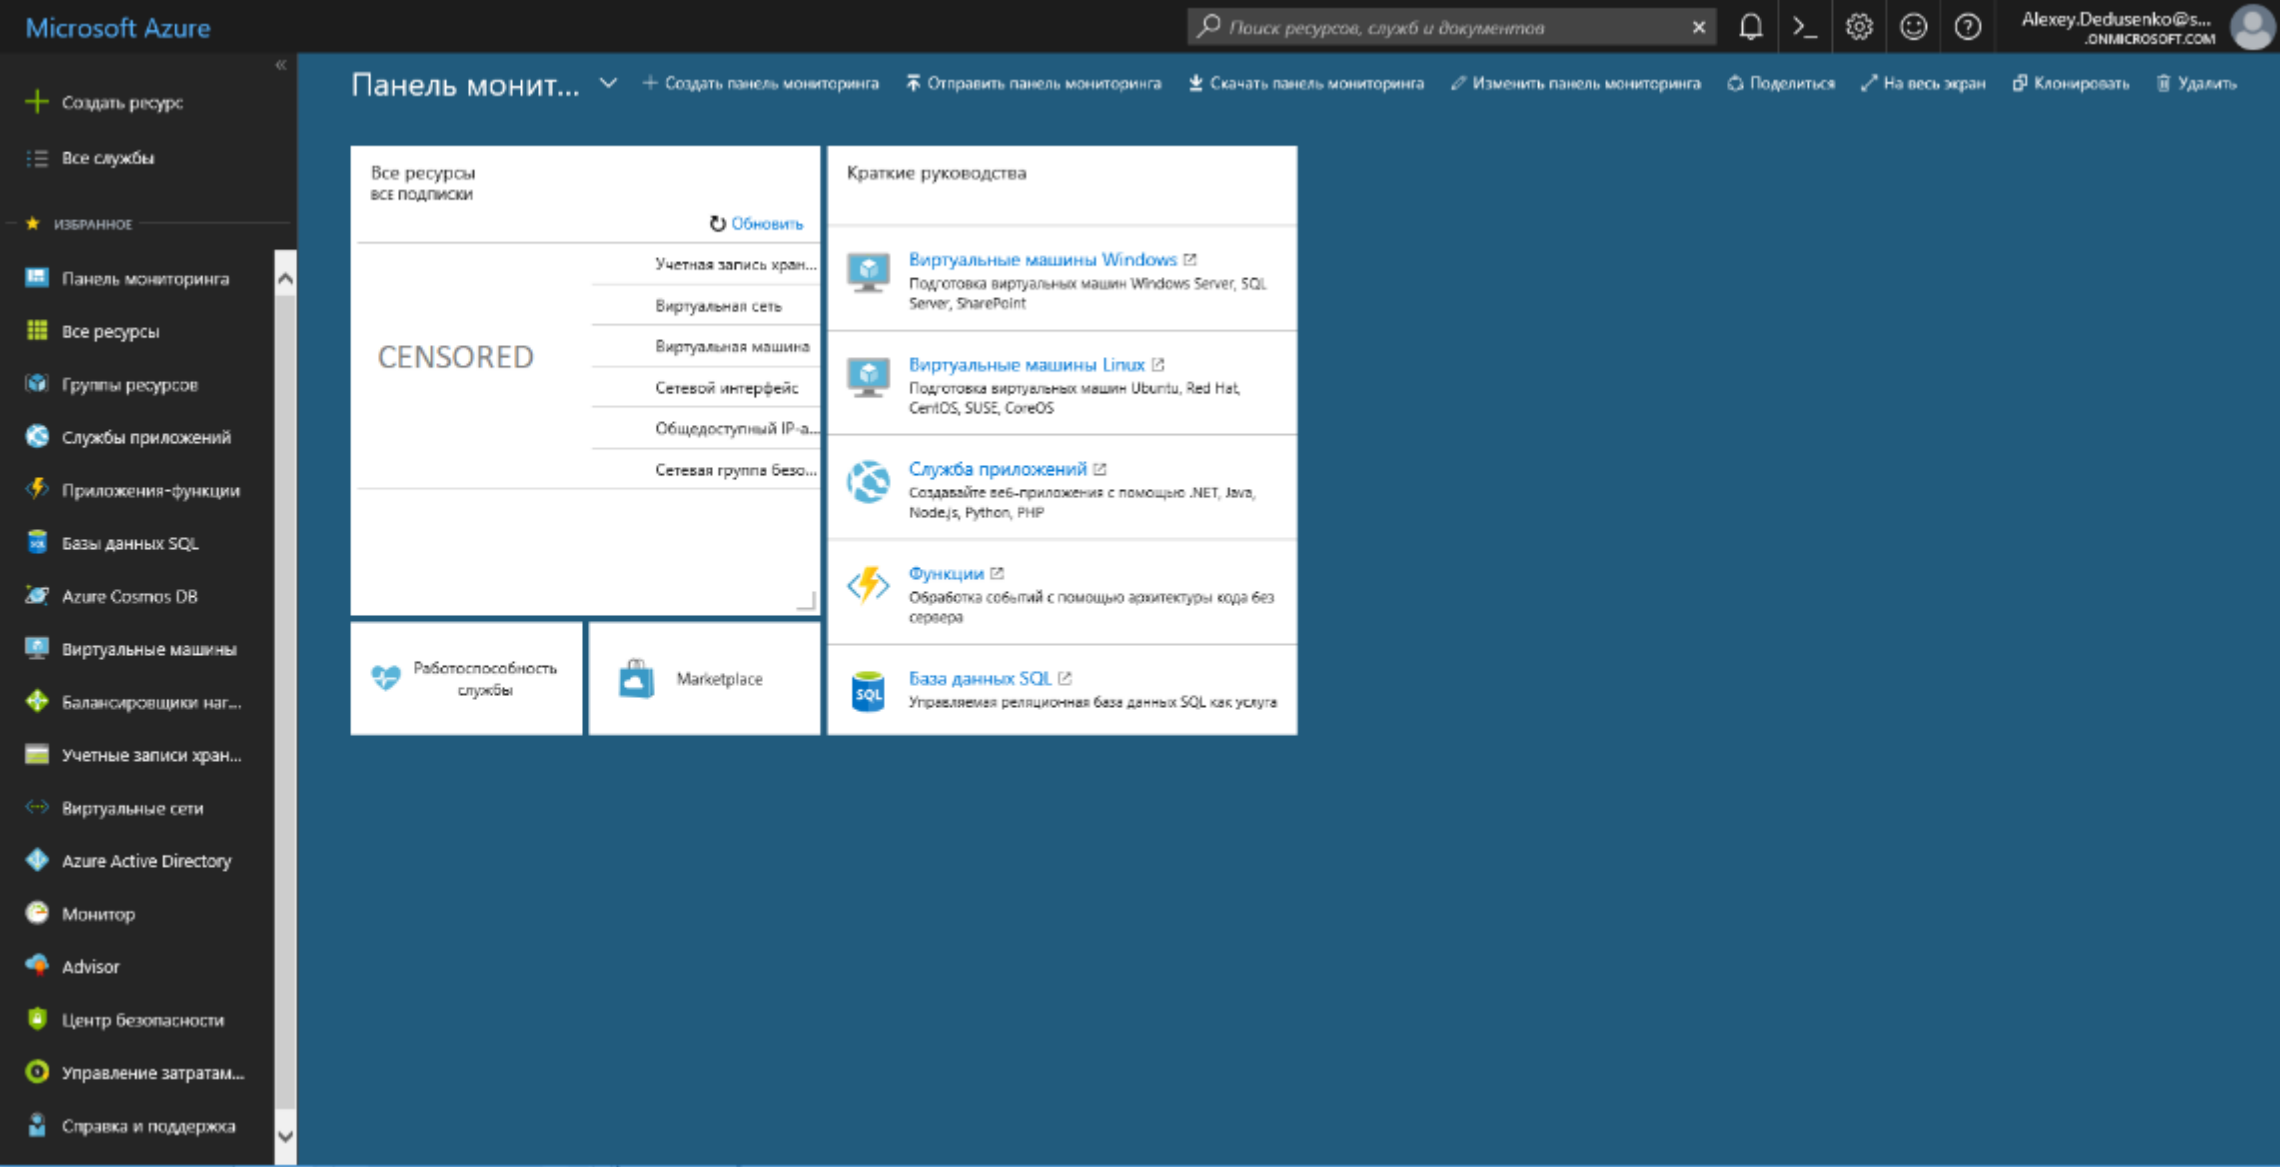 Microsoft Azure
Поиск ресурсов, служб и документов
Alexey.Dedusenko@s...
.ONMICROSOFT.COM
Создать ресурс
Все службы
ИЗБРАННОЕ
Панель мониторинга
Все ресурсы
Группы ресурсов
Службы приложений
Приложения-функции
Базы данных SQL
Azure Cosmos DB
Виртуальные машины
Балансировщики наг...
Учетные записи хран...
Виртуальные сети
Azure Active Directory
Монитор
Advisor
Центр безопасности
Управление затратам...
Справка и поддержка
Панель монит...
Создать панель мониторинга
Отправить панель мониторинга
Скачать панель мониторинга
Изменить панель мониторинга
Поделиться
На весь экран
Клонировать
Удалить
Все ресурсы
ВСЕ ПОДПИСКИ
Обновить
CENSORED
Учетная запись хран...
Виртуальная сеть
Виртуальная машина
Сетевой интерфейс
Общедоступный IP-а...
Сетевая группа безо...
Работоспособность
службы
Marketplace
Краткие руководства
Виртуальные машины Windows
Подготовка виртуальных машин Windows Server, SQL
Server, SharePoint
Виртуальные машины Linux
Подготовка виртуальных машин Ubuntu, Red Hat,
CentOS, SUSE, CoreOS
Служба приложений
Создавайте веб-приложения с помощью .NET, Java,
Node.js, Python, PHP
Функции
Обработка событий с помощью архитектуры кода без
сервера
SQL
База данных SQL
Управляемая реляционная база данных SQL как услуга